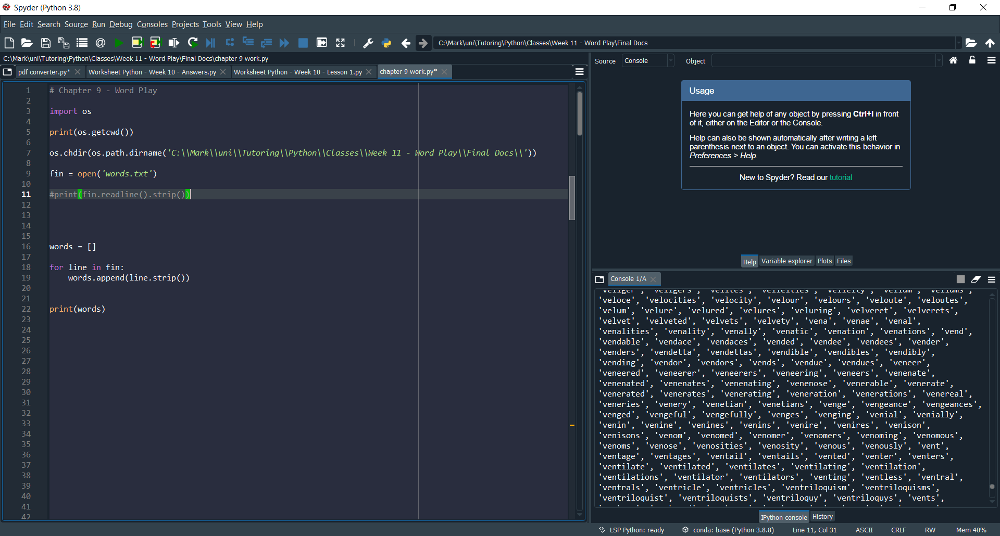 Spyder (Python 3.8)
File Edit Search Source Run Debug Consoles Projects Tools View Help
C:\Mark\uni\Tutoring\Python\Classes\Week 11 - Word Play\Final Docs
C:\Mark\uni\Tutoring\Python\Classes\Week 11 - Word Play\Final Docs\chapter 9 work.py
pdf converter.py* Worksheet Python - Week 10 - Answers.py Worksheet Python - Week 10 - Lesson 1.py chapter 9 work.py*
1 # Chapter 9 - Word Play
2
3 import os
4
5 print(os.getcwd())
6
7 os.chdir(os.path.dirname('C:\\Mark\\uni\\Tutoring\\Python\\Classes\\Week 11 - Word Play\\Final Docs\\'))
8
9 fin = open('words.txt')
10
11 #print(fin.readline().strip())
12
13
14
15
16 words = []
17
18 for line in fin:
19 words.append(line.strip())
20
21
22 print(words)
23
24
25
26
27
28
29
30
31
32
33
34
35
36
37
38
39
40
41
42
Source Console Object
Usage
Here you can get help of any object by pressing Ctrl+I in front
of it, either on the Editor or the Console.
Help can also be shown automatically after writing a left
parenthesis next to an object. You can activate this behavior in
Preferences > Help.
New to Spyder? Read our tutorial
Help Variable explorer Plots Files
Console 1/A
'veliger', 'veligers', 'velites', 'velleities', 'velleity', 'vellum', 'vellums',
'veloce', 'velocities', 'velocity', 'velour', 'velours', 'veloute', 'veloutes',
'velum', 'velure', 'velured', 'velures', 'veluring', 'velveret', 'velverets',
'velvet', 'velveted', 'velvets', 'velvety', 'vena', 'venae', 'venal',
'venalities', 'venality', 'venally', 'venatic', 'venation', 'venations', 'vend',
'vendable', 'vendace', 'vendaces', 'vended', 'vendee', 'vendees', 'vender',
'venders', 'vendetta', 'vendettas', 'vendible', 'vendibles', 'vendibly',
'vending', 'vendor', 'vendors', 'vends', 'vendue', 'vendues', 'veneer',
'veneered', 'veneerer', 'veneerers', 'veneering', 'veneers', 'venenate',
'venenated', 'venenates', 'venenating', 'venenose', 'venerable', 'venerate',
'venerated', 'venerates', 'venerating', 'veneration', 'venerations', 'venereal',
'veneries', 'venery', 'venetian', 'venetians', 'venge', 'vengeance', 'vengeances',
'venged', 'vengeful', 'vengefully', 'venges', 'venging', 'venial', 'venially',
'venin', 'venine', 'venines', 'venins', 'venire', 'venires', 'venison',
'venisons', 'venom', 'venomed', 'venomer', 'venomers', 'venoming', 'venomous',
'venoms', 'venose', 'venosities', 'venosity', 'venous', 'venously', 'vent',
'ventage', 'ventages', 'ventail', 'ventails', 'vented', 'venter', 'venters',
'ventilate', 'ventilated', 'ventilates', 'ventilating', 'ventilation',
'ventilations', 'ventilator', 'ventilators', 'venting', 'ventless', 'ventral',
'ventrals', 'ventricle', 'ventricles', 'ventriloquism', 'ventriloquisms',
'ventriloquist', 'ventriloquists', 'ventriloquy', 'ventriloquys', 'vents',
IPython console History
LSP Python: ready conda: base (Python 3.8.8) Line 11, Col 31 ASCII CRLF RW Mem 40%